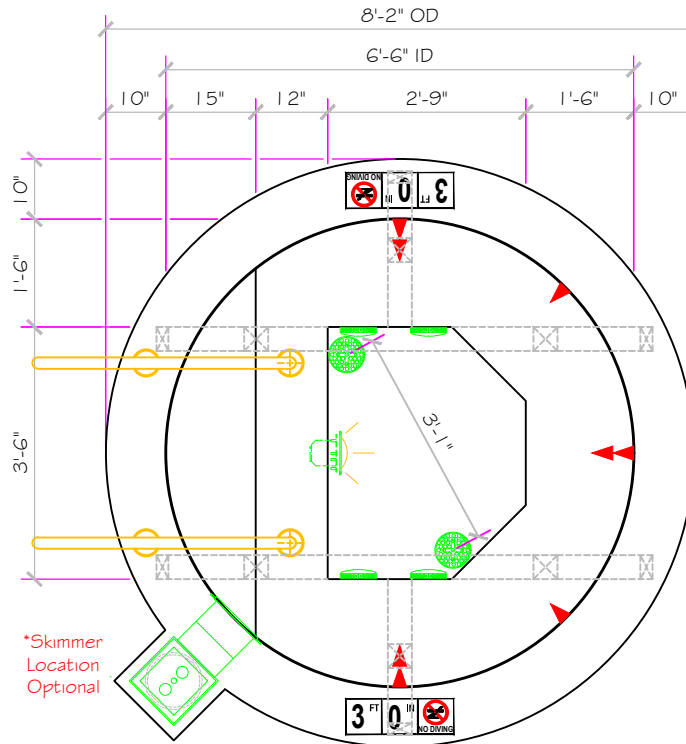 8'-2" OD
6'-6" ID
10" 15" 12" 2'-9" 1'-6" 10"
10"
1'-6"
3'-6"
NO DIVING 0 IN 3 FT
3'-1"
*Skimmer
Location
Optional
3 FT 0 IN NO DIVING